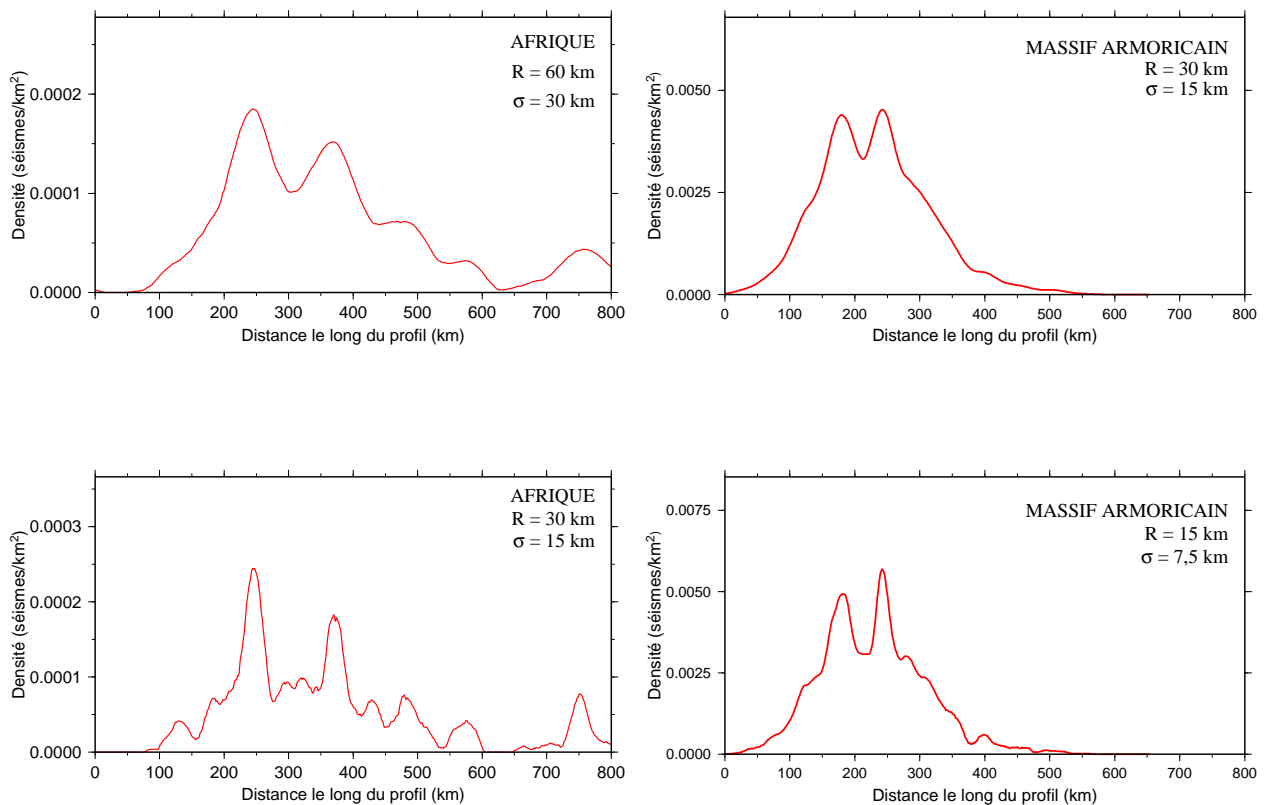 AFRIQUE
R = 60 km
σ = 30 km
Densité (séismes/km²)
0.0002
0.0001
0.0000
0 100 200 300 400 500 600 700 800
Distance le long du profil (km)
MASSIF ARMORICAIN
R = 30 km
σ = 15 km
Densité (séismes/km²)
0.0050
0.0025
0.0000
0 100 200 300 400 500 600 700 800
Distance le long du profil (km)
AFRIQUE
R = 30 km
σ = 15 km
Densité (séismes/km²)
0.0003
0.0002
0.0001
0.0000
0 100 200 300 400 500 600 700 800
Distance le long du profil (km)
MASSIF ARMORICAIN
R = 15 km
σ = 7,5 km
Densité (séismes/km²)
0.0075
0.0050
0.0025
0.0000
0 100 200 300 400 500 600 700 800
Distance le long du profil (km)